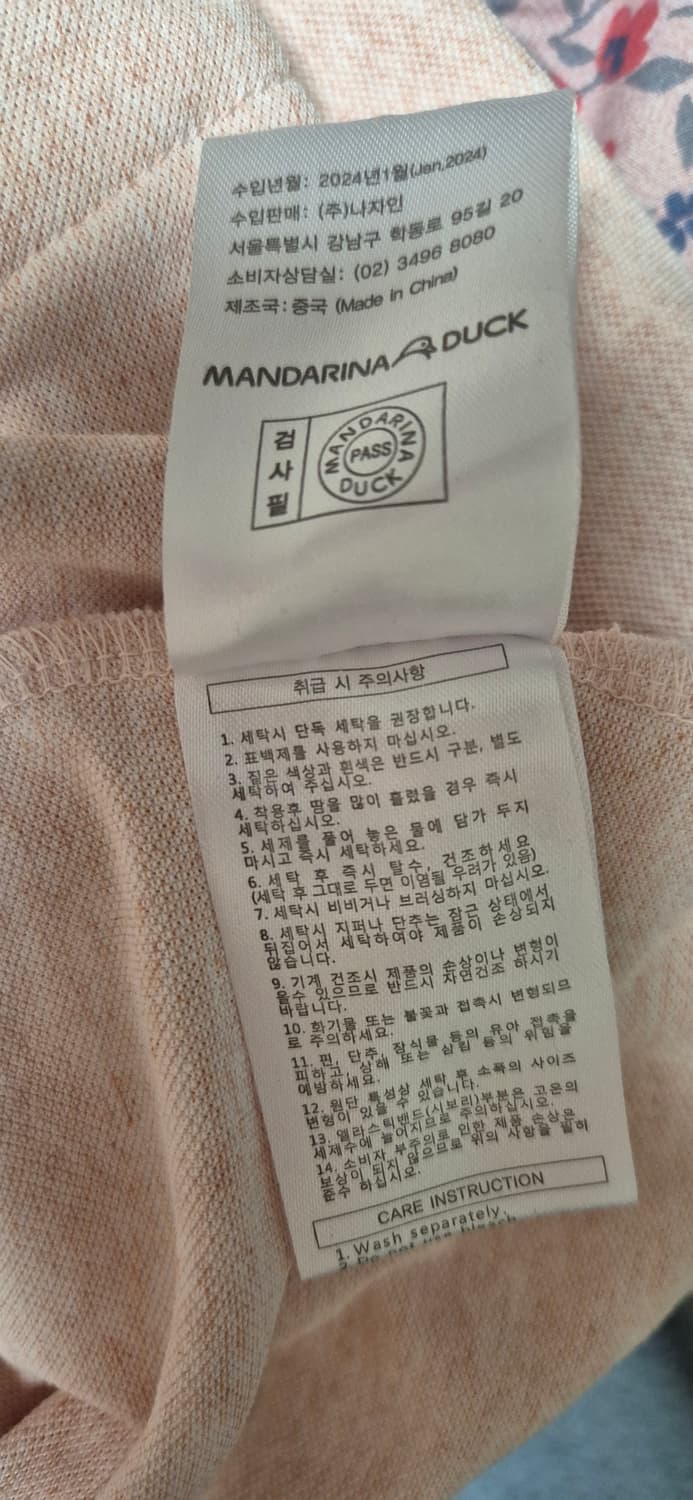 수입년월: 2024년1월(Jan,2024)
수입판매: (주)나자인
서울특별시 강남구 학동로 95길 20
소비자상담실: (02) 3496 8080
제조국: 중국 (Made in China)
MANDARINA DUCK
검사필
MANDARINA
PASS
DUCK
취급 시 주의사항
1. 세탁시 단독 세탁을 권장합니다.
2. 표백제를 사용하지 마십시오.
3. 짙은 색상과 흰색은 반드시 구분, 별도
세탁하여 주십시오.
4. 착용후 땀을 많이 흘렸을 경우 즉시
세탁하십시오.
5. 세제를 풀어 놓은 물에 담가 두지
마시고 즉시 세탁하세요.
6. 세탁 후 즉시 탈수, 건조하세요
(세탁 후 그대로 두면 이염될 우려가 있음)
7. 세탁시 비비거나 브러싱하지 마십시오.
8. 세탁시 지퍼나 단추는 잠근 상태에서
뒤집어서 세탁하여야 제품이 손상되지
않습니다.
9. 기계 건조시 제품의 손상이나 변형이
올수 있으므로 반드시 자연건조 하시기
바랍니다.
10. 화기물 또는 불꽃과 접촉시 변형되므
로 주의하세요.
11. 핀, 단추, 장식물 등의 유아 접촉을
피하고, 상해 또는 삼킴 등의 위험을
예방하세요.
12. 원단 특성상 세탁 후 소폭의 사이즈
변형이 있을 수 있습니다.
13. 엘라스틱밴드(시보리)부분은 고온의
세제수에 늘어지므로 주의하십시오.
14. 소비자 부주의로 인한 제품 손상은
보상이 되지 않으므로 위의 사항을 필히
준수 하십시오.
CARE INSTRUCTION
1. Wash separately.
2. Do not use bleach